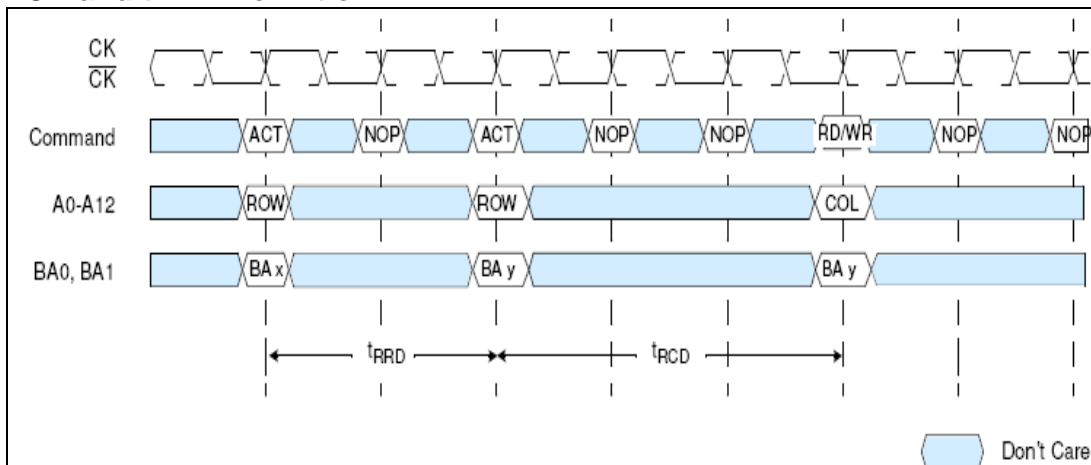 CK
CK
Command ACT NOP ACT NOP NOP RD/WR NOP NOP
A0-A12 ROW ROW COL
BA0, BA1 BA x BA y BA y
tRRD tRCD
Don't Care